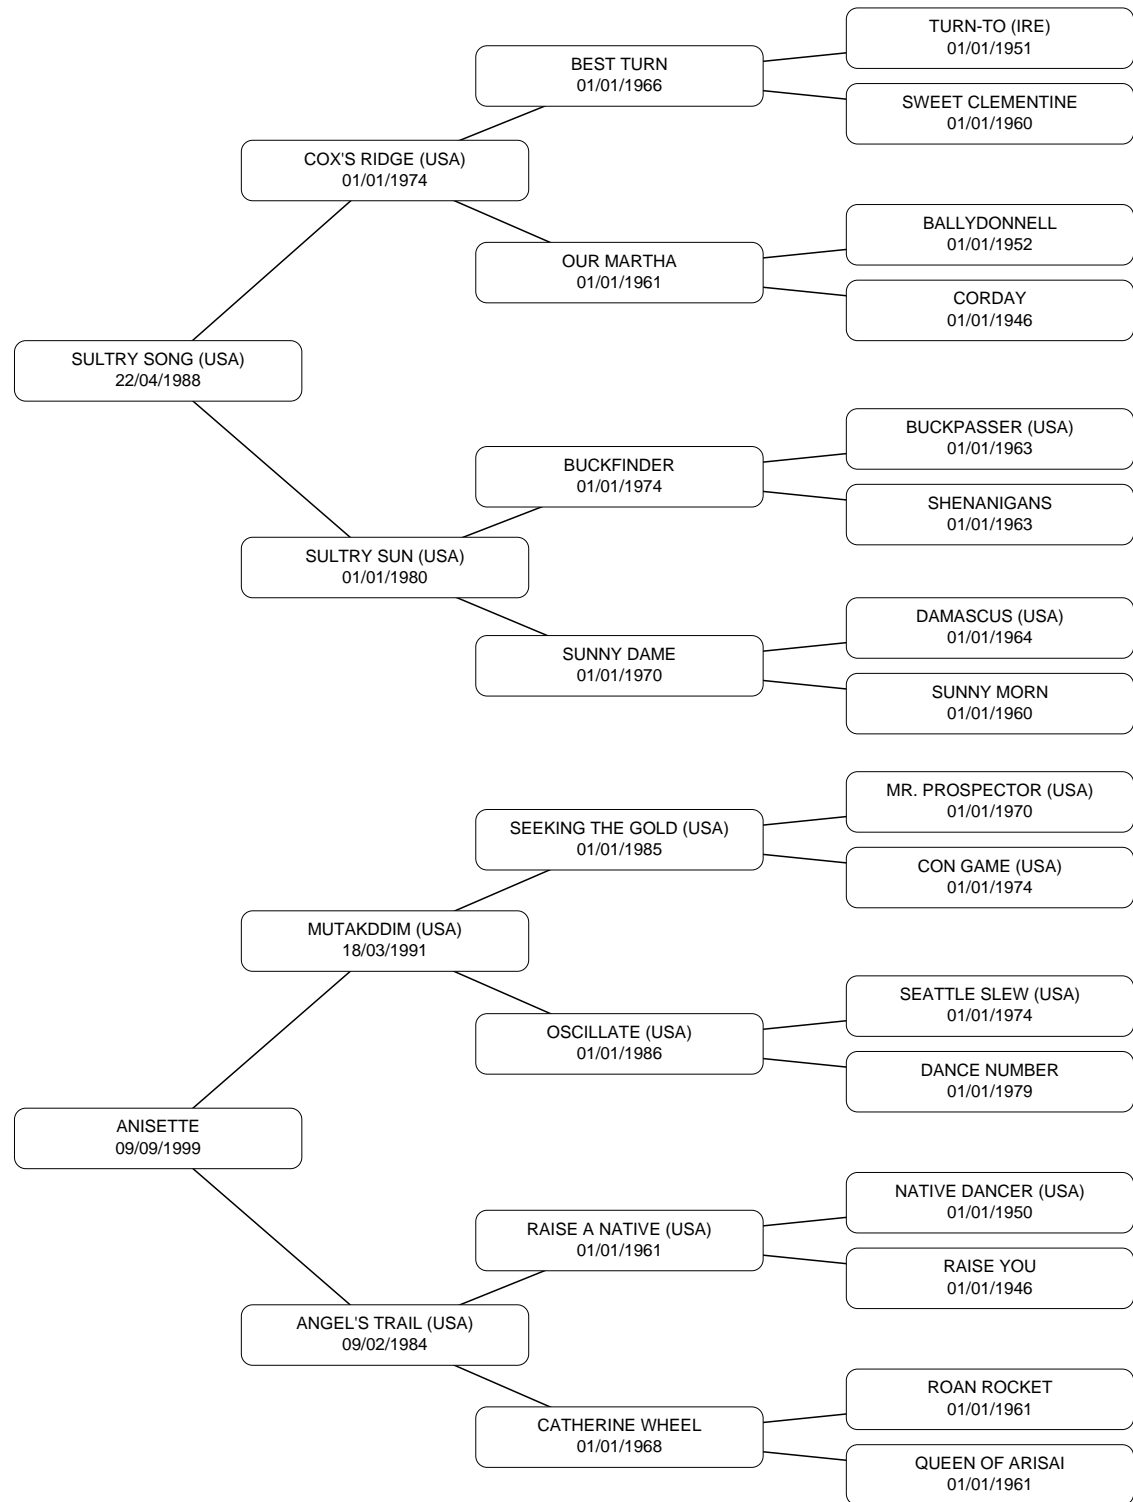 TURN-TO (IRE)
01/01/1951
BEST TURN
01/01/1966
SWEET CLEMENTINE
01/01/1960
COX'S RIDGE (USA)
01/01/1974
BALLYDONNELL
01/01/1952
OUR MARTHA
01/01/1961
CORDAY
01/01/1946
SULTRY SONG (USA)
22/04/1988
BUCKPASSER (USA)
01/01/1963
BUCKFINDER
01/01/1974
SHENANIGANS
01/01/1963
SULTRY SUN (USA)
01/01/1980
DAMASCUS (USA)
01/01/1964
SUNNY DAME
01/01/1970
SUNNY MORN
01/01/1960
MR. PROSPECTOR (USA)
01/01/1970
SEEKING THE GOLD (USA)
01/01/1985
CON GAME (USA)
01/01/1974
MUTAKDDIM (USA)
18/03/1991
SEATTLE SLEW (USA)
01/01/1974
OSCILLATE (USA)
01/01/1986
DANCE NUMBER
01/01/1979
ANISETTE
09/09/1999
NATIVE DANCER (USA)
01/01/1950
RAISE A NATIVE (USA)
01/01/1961
RAISE YOU
01/01/1946
ANGEL'S TRAIL (USA)
09/02/1984
ROAN ROCKET
01/01/1961
CATHERINE WHEEL
01/01/1968
QUEEN OF ARISAI
01/01/1961